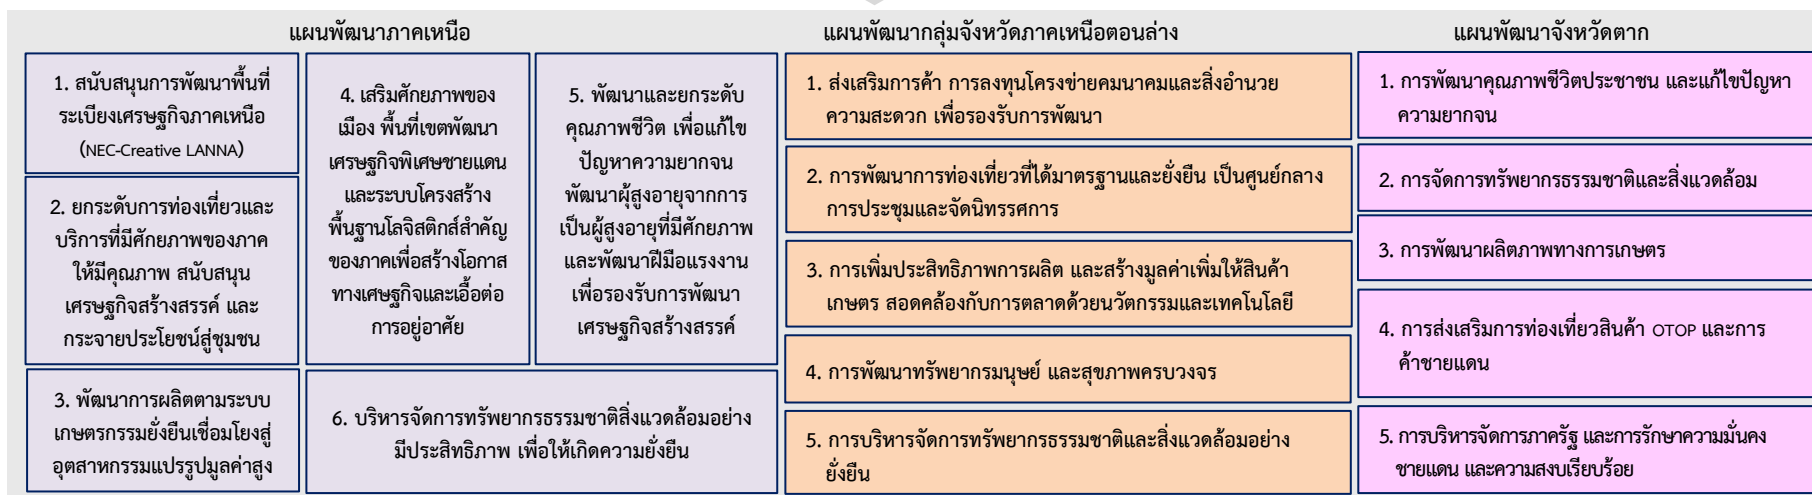 แผนพัฒนาภาคเหนือ
1. สนับสนุนการพัฒนาพื้นที่
ระเบียงเศรษฐกิจภาคเหนือ
(NEC-Creative LANNA)
2. ยกระดับการท่องเที่ยวและ
บริการที่มีศักยภาพของภาค
ให้มีคุณภาพ สนับสนุน
เศรษฐกิจสร้างสรรค์ และ
กระจายประโยชน์สู่ชุมชน
3. พัฒนาการผลิตตามระบบ
เกษตรกรรมยั่งยืนเชื่อมโยงสู่
อุตสาหกรรมแปรรูปมูลค่าสูง
4. เสริมศักยภาพของ
เมือง พื้นที่เขตพัฒนา
เศรษฐกิจพิเศษชายแดน
และระบบโครงสร้าง
พื้นฐานโลจิสติกส์สำคัญ
ของภาคเพื่อสร้างโอกาส
ทางเศษฐกิจและเอื้อต่อ
การอยู่อาศัย
5. พัฒนาและยกระดับ
คุณภาพชีวิต เพื่อแก้ไข
ปัญหาความยากจน
พัฒนาผู้สูงอายุจากการ
เป็นผู้สูงอายุที่มีศักยภาพ
และพัฒนาฝีมือแรงงาน
เพื่อรองรับการพัฒนา
เศรษฐกิจสร้างสรรค์
6. บริหารจัดการทรัพยากรธรรมชาติสิ่งแวดล้อมอย่าง
มีประสิทธิภาพ เพื่อให้เกิดความยั่งยืน
แผนพัฒนากลุ่มจังหวัดภาคเหนือตอนล่าง
1. ส่งเสริมการค้า การลงทุนโครงข่ายคมนาคมและสิ่งอำนวย
ความสะดวก เพื่อรองรับการพัฒนา
2. การพัฒนาการท่องเที่ยวที่ได้มาตรฐานและยั่งยืน เป็นศูนย์กลาง
การประชุมและจัดนิทรรศการ
3. การเพิ่มประสิทธิภาพการผลิต และสร้างมูลค่าเพิ่มให้สินค้า
เกษตร สอดคล้องกับการตลาดด้วยนวัตกรรมและเทคโนโลยี
4. การพัฒนาทรัพยากรมนุษย์ และสุขภาพครบวงจร
5. การบริหารจัดการทรัพยากรธรรมชาติและสิ่งแวดล้อมอย่าง
ยั่งยืน
แผนพัฒนาจังหวัดตาก
1. การพัฒนาคุณภาพชีวิตประชาชน และแก้ไขปัญหา
ความยากจน
2. การจัดการทรัพยากรธรรมชาติและสิ่งแวดล้อม
3. การพัฒนาผลิตภาพทางการเกษตร
4. การส่งเสริมการท่องเที่ยวสินค้า OTOP และการ
ค้าชายแดน
5. การบริหารจัดการภาครัฐ และการรักษาความมั่นคง
ชายแดน และความสงบเรียบร้อย